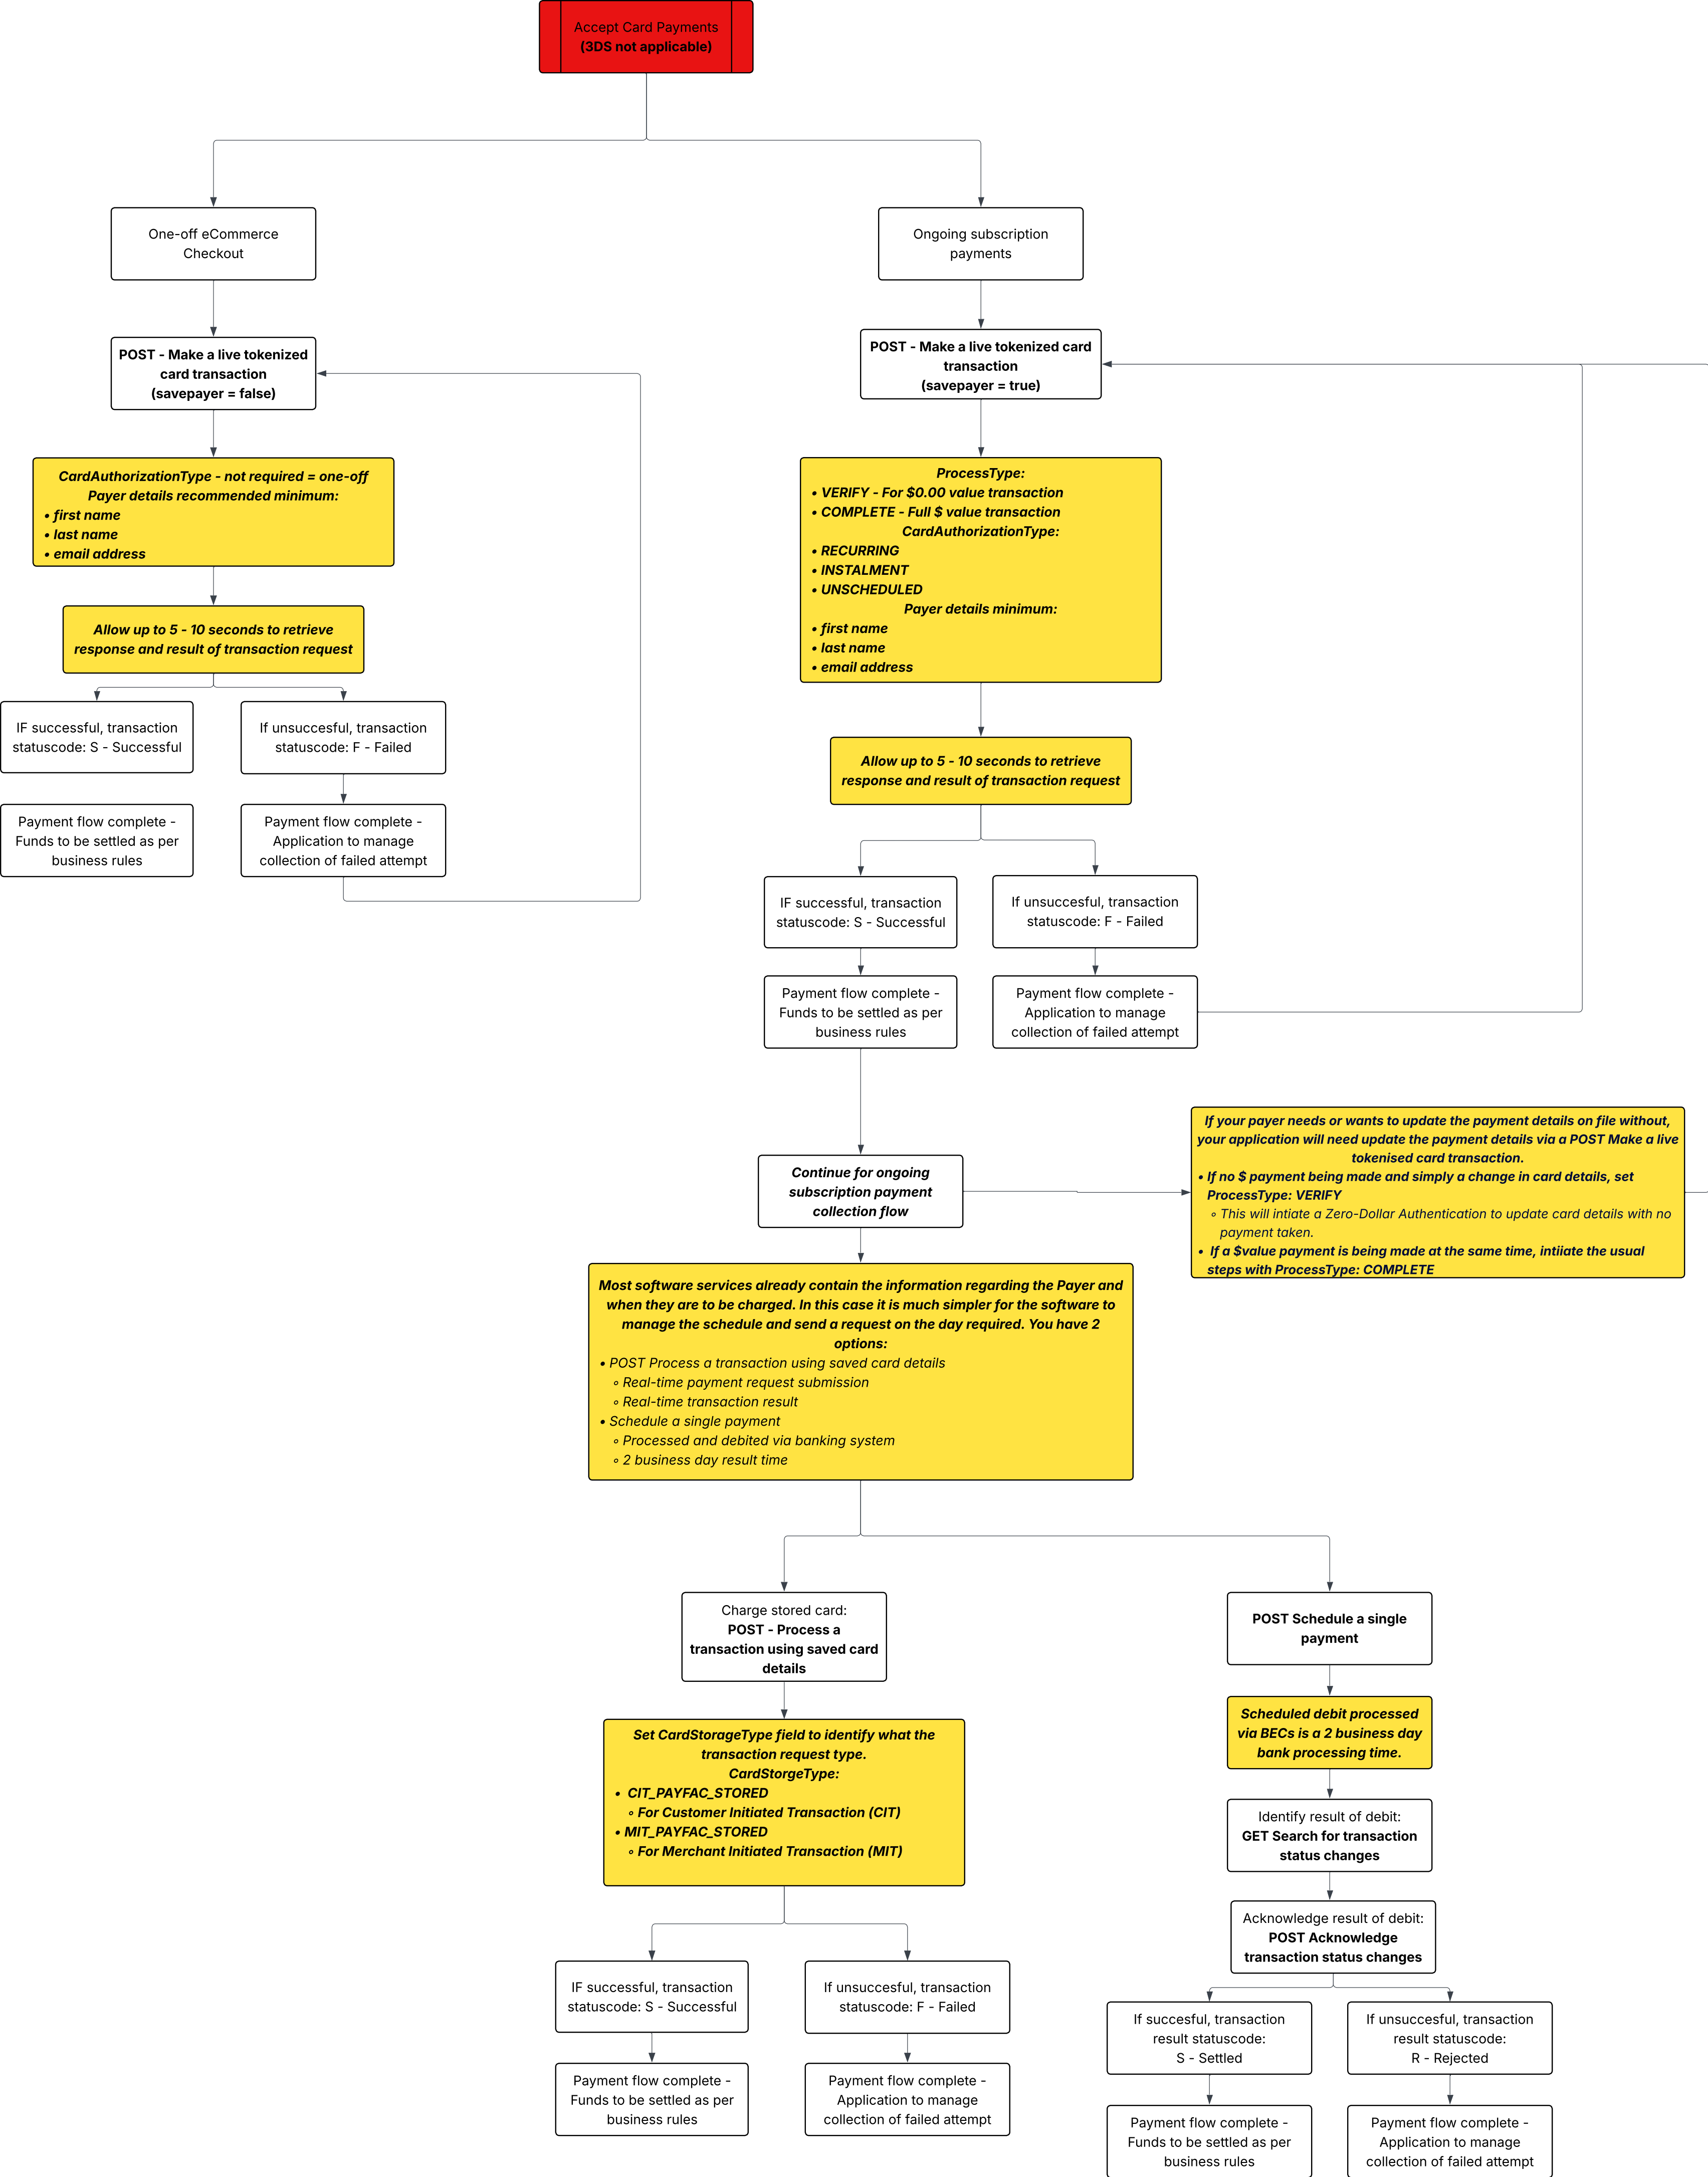 Accept Card Payments
(3DS not applicable)
One-off eCommerce
Checkout
Ongoing subscription
payments
POST - Make a live tokenized
card transaction
(savepayer = false)
POST - Make a live tokenized card
transaction
(savepayer = true)
CardAuthorizationType - not required = one-off
Payer details recommended minimum:
• first name
• last name
• email address
ProcessType:
• VERIFY - For $0.00 value transaction
• COMPLETE - Full $ value transaction
CardAuthorizationType:
• RECURRING
• INSTALMENT
• UNSCHEDULED
Payer details minimum:
• first name
• last name
• email address
Allow up to 5 - 10 seconds to retrieve
response and result of transaction request
IF successful, transaction
statuscode: S - Successful
If unsuccesful, transaction
statuscode: F - Failed
Payment flow complete -
Funds to be settled as per
business rules
Payment flow complete -
Application to manage
collection of failed attempt
Allow up to 5 - 10 seconds to retrieve
response and result of transaction request
IF successful, transaction
statuscode: S - Successful
If unsuccesful, transaction
statuscode: F - Failed
Payment flow complete -
Funds to be settled as per
business rules
Payment flow complete -
Application to manage
collection of failed attempt
Continue for ongoing
subscription payment
collection flow
If your payer needs or wants to update the payment details on file without,
your application will need update the payment details via a POST Make a live
tokenised card transaction.
• If no $ payment being made and simply a change in card details, set
ProcessType: VERIFY
◦ This will intiate a Zero-Dollar Authentication to update card details with no
payment taken.
• If a $value payment is being made at the same time, intiiate the usual
steps with ProcessType: COMPLETE
Most software services already contain the information regarding the Payer and
when they are to be charged. In this case it is much simpler for the software to
manage the schedule and send a request on the day required. You have 2
options:
• POST Process a transaction using saved card details
◦ Real-time payment request submission
◦ Real-time transaction result
• Schedule a single payment
◦ Processed and debited via banking system
◦ 2 business day result time
Charge stored card:
POST - Process a
transaction using saved card
details
POST Schedule a single
payment
Set CardStorageType field to identify what the
transaction request type.
CardStorgeType:
• CIT_PAYFAC_STORED
◦ For Customer Initiated Transaction (CIT)
• MIT_PAYFAC_STORED
◦ For Merchant Initiated Transaction (MIT)
Scheduled debit processed
via BECs is a 2 business day
bank processing time.
Identify result of debit:
GET Search for transaction
status changes
Acknowledge result of debit:
POST Acknowledge
transaction status changes
IF successful, transaction
statuscode: S - Successful
If unsuccesful, transaction
statuscode: F - Failed
If succesful, transaction
result statuscode:
S - Settled
If unsuccesful, transaction
result statuscode:
R - Rejected
Payment flow complete -
Funds to be settled as per
business rules
Payment flow complete -
Application to manage
collection of failed attempt
Payment flow complete -
Funds to be settled as per
business rules
Payment flow complete -
Application to manage
collection of failed attempt